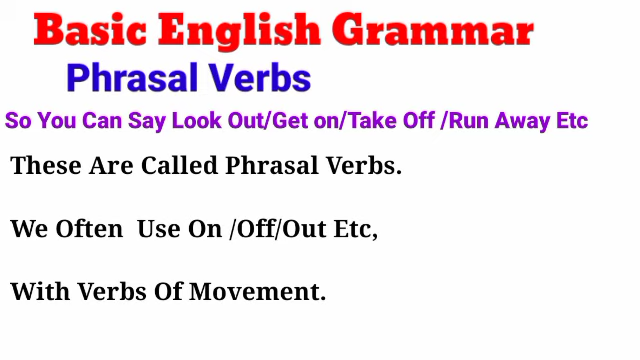 Basic English Grammar
Phrasal Verbs
So You Can Say Look Out/Get on/Take Off /Run Away Etc
These Are Called Phrasal Verbs.
We Often  Use On /Off/Out Etc,
With Verbs Of Movement.